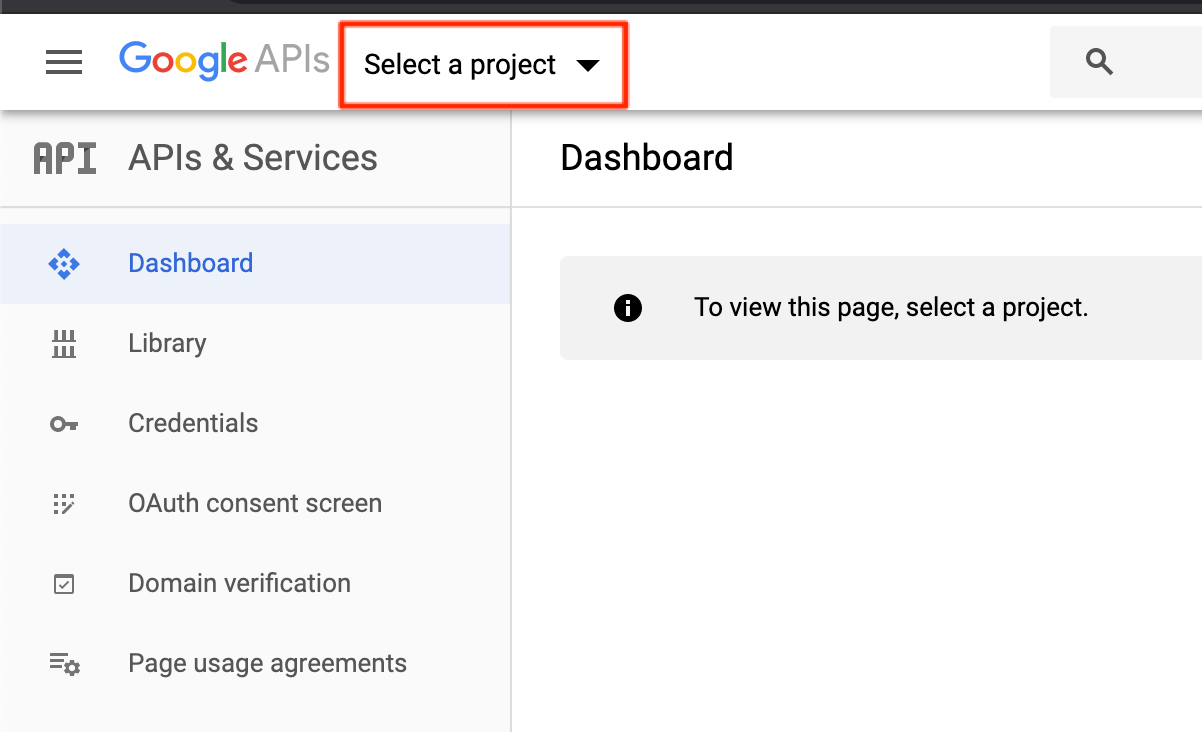 Google APIs
Select a project
API
APIs & Services
Dashboard
Dashboard
To view this page, select a project.
Library
Credentials
OAuth consent screen
Domain verification
Page usage agreements